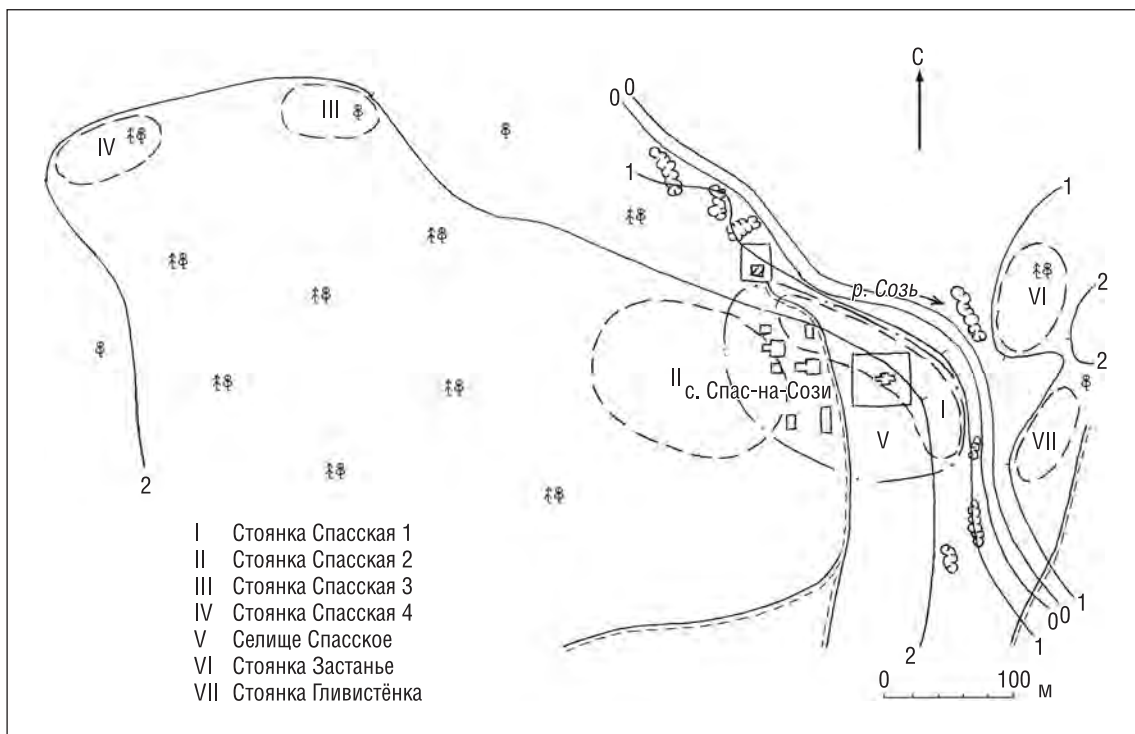 С
0 0
III
IV
1
1
р. Созь
VI
2
2
II
с. Спас-на-Сози
I
V
VII
2
I Стоянка Спасская 1
II Стоянка Спасская 2
III Стоянка Спасская 3
IV Стоянка Спасская 4
V Селище Спасское
VI Стоянка Застанье
VII Стоянка Гливистёнка
1
0 0
1
2
0 100 м